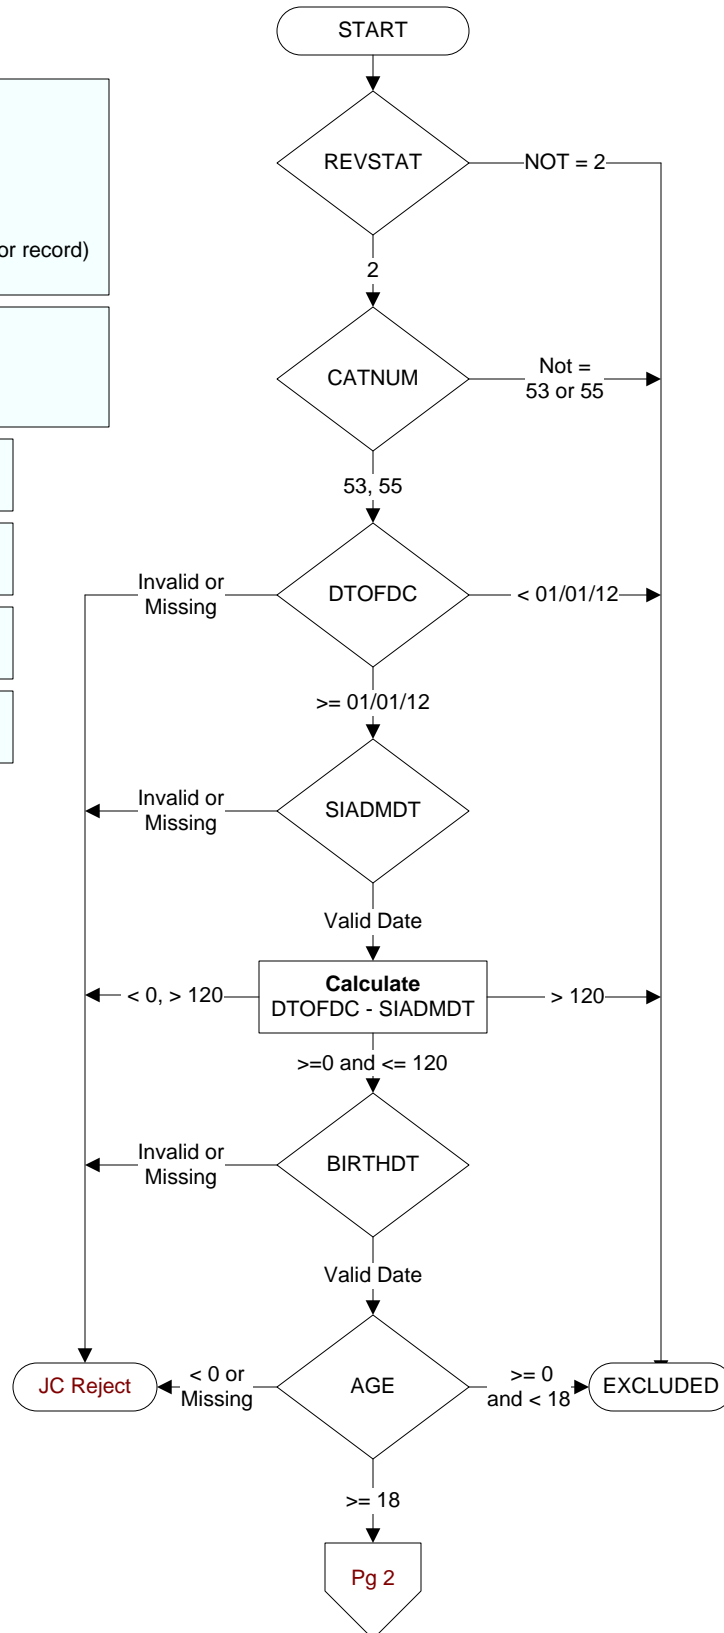 START
REVSTAT
NOT = 2
or record)
2
CATNUM
Not =
53 or 55
53, 55
Invalid or
Missing
DTOFDC
< 01/01/12
>= 01/01/12
Invalid or
Missing
SIADMDT
Valid Date
< 0, > 120
Calculate
DTOFDC - SIADMDT
> 120
>=0 and <= 120
Invalid or
Missing
BIRTHDT
Valid Date
JC Reject
< 0 or
Missing
AGE
>= 0
and < 18
EXCLUDED
>= 18
Pg 2